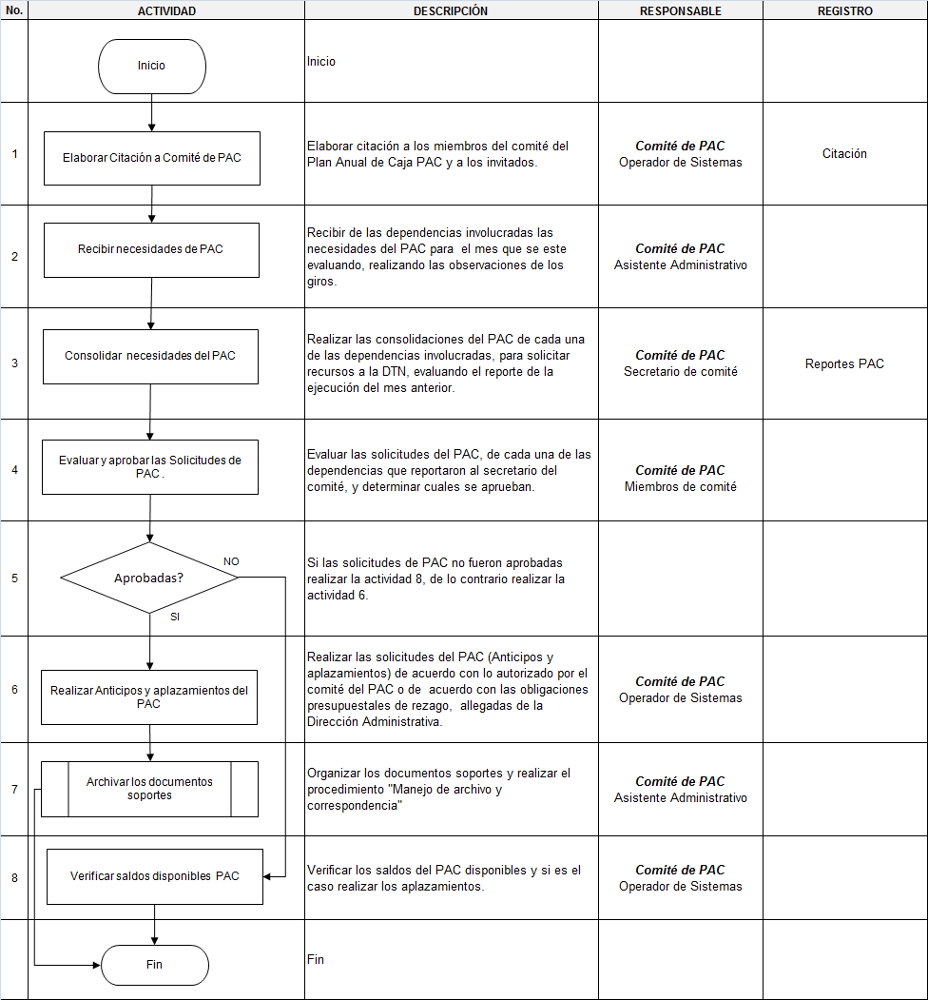 No.
ACTIVIDAD
DESCRIPCIÓN
RESPONSABLE
REGISTRO
Inicio
Inicio
1
Elaborar Citación a Comité de PAC
Elaborar citación a los miembros del comité del
Plan Anual de Caja PAC y a los invitados.
Comité de PAC
Operador de Sistemas
Citación
2
Recibir necesidades de PAC
Recibir de las dependencias involucradas las
necesidades del PAC para el mes que se este
evaluando, realizando las observaciones de los
giros.
Comité de PAC
Asistente Administrativo
3
Consolidar necesidades del PAC
Realizar las consolidaciones del PAC de cada una
de las dependencias involucradas, para solicitar
recursos a la DTN, evaluando el reporte de la
ejecución del mes anterior.
Comité de PAC
Secretario de comité
Reportes PAC
4
Evaluar y aprobar las Solicitudes de
PAC .
Evaluar las solicitudes del PAC, de cada una de las
dependencias que reportaron al secretario del
comité, y determinar cuales se aprueban.
Comité de PAC
Miembros de comité
5
Aprobadas?
NO
SI
Si las solicitudes de PAC no fueron aprobadas
realizar la actividad 8, de lo contrario realizar la
actividad 6.
6
Realizar Anticipos y aplazamientos del
PAC
Realizar las solicitudes del PAC (Anticipos y
aplazamientos) de acuerdo con lo autorizado por el
comité del PAC o de acuerdo con las obligaciones
presupuestales de rezago, allegadas de la
Dirección Administrativa.
Comité de PAC
Operador de Sistemas
7
Archivar los documentos
soportes
Organizar los documentos soportes y realizar el
procedimiento "Manejo de archivo y
correspondencia"
Comité de PAC
Asistente Administrativo
8
Verificar saldos disponibles PAC
Verificar los saldos del PAC disponibles y si es el
caso realizar los aplazamientos.
Comité de PAC
Operador de Sistemas
Fin
Fin